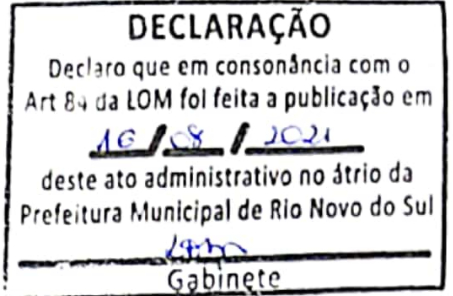 DECLARAÇÃO
Declaro que em consonância com o
Art 84 da LOM foi feita a publicação em
16 / 08 / 2021
deste ato administrativo no átrio da
Prefeitura Municipal de Rio Novo do Sul
Gabinete